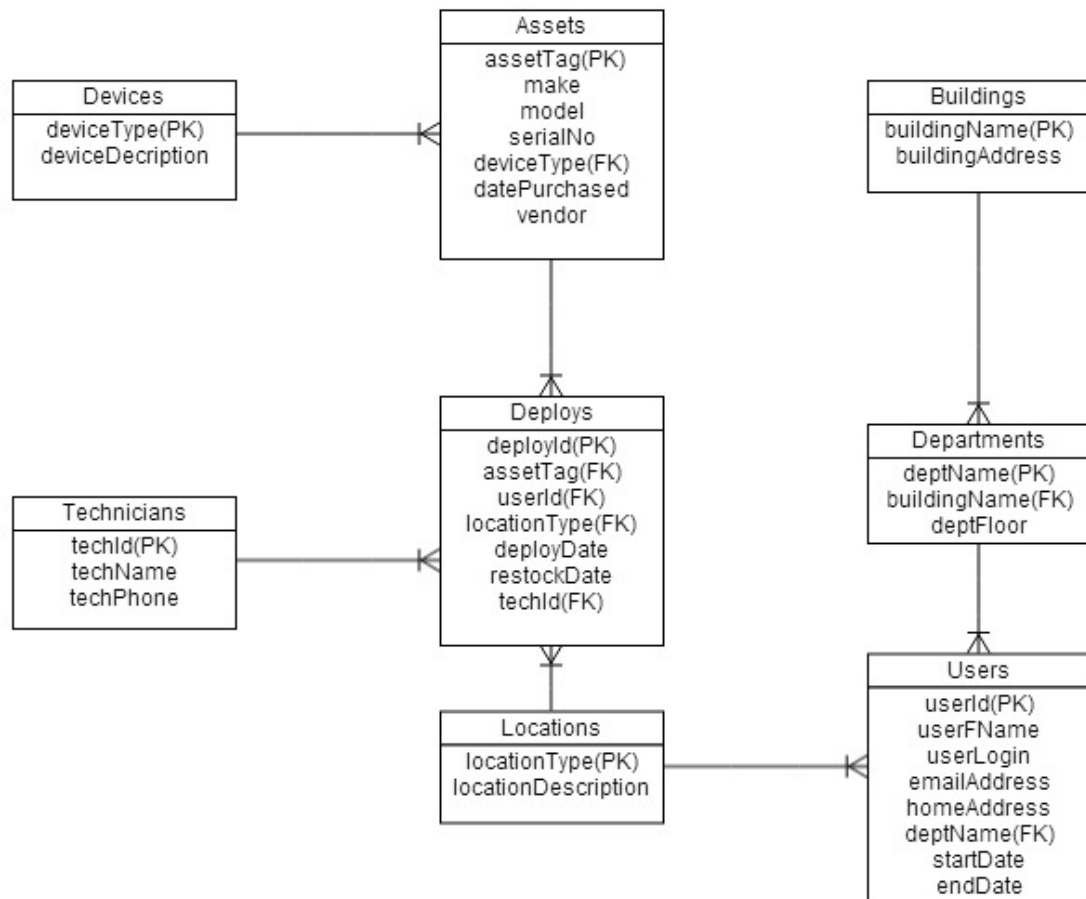 Assets
assetTag(PK)
make
model
serialNo
deviceType(FK)
datePurchased
vendor
Devices
deviceType(PK)
deviceDecription
Buildings
buildingName(PK)
buildingAddress
Deploys
deployId(PK)
assetTag(FK)
userId(FK)
locationType(FK)
deployDate
restockDate
techId(FK)
Departments
deptName(PK)
buildingName(FK)
deptFloor
Technicians
techId(PK)
techName
techPhone
Locations
locationType(PK)
locationDescription
Users
userId(PK)
userFName
userLogin
emailAddress
homeAddress
deptName(FK)
startDate
endDate